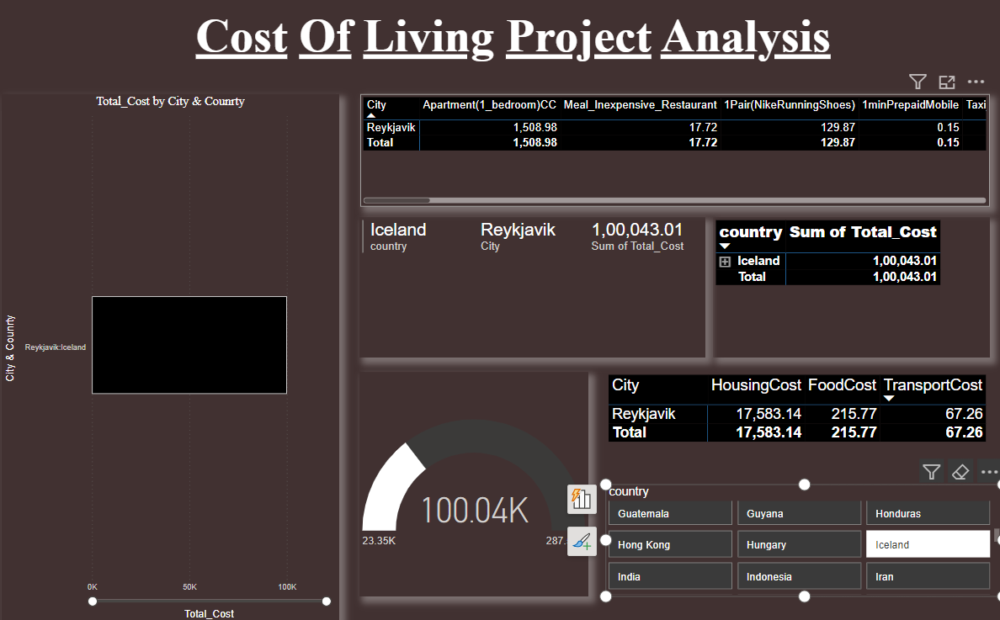 Cost Of Living Project Analysis
Total_Cost by City & Counrty
City & Counrty
Reykjavik:Iceland
0K 50K 100K
Total_Cost
City Apartment(1_bedroom)CC Meal_Inexpensive_Restaurant 1Pair(NikeRunningShoes) 1minPrepaidMobile Taxi
Reykjavik 1,508.98 17.72 129.87 0.15
Total 1,508.98 17.72 129.87 0.15
Iceland Reykjavik 1,00,043.01
country City Sum of Total_Cost
country Sum of Total_Cost
Iceland 1,00,043.01
Total 1,00,043.01
100.04K
23.35K 287.
City HousingCost FoodCost TransportCost
Reykjavik 17,583.14 215.77 67.26
Total 17,583.14 215.77 67.26
country
Guatemala Guyana Honduras
Hong Kong Hungary Iceland
India Indonesia Iran